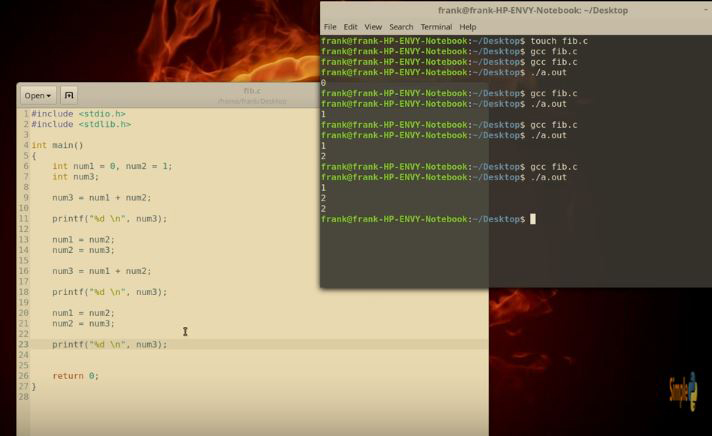 frank@frank-HP-ENVY-Notebook: ~/Desktop
File Edit View Search Terminal Help
frank@frank-HP-ENVY-Notebook:~/Desktop$ touch fib.c
frank@frank-HP-ENVY-Notebook:~/Desktop$ gcc fib.c
frank@frank-HP-ENVY-Notebook:~/Desktop$ gcc fib.c
frank@frank-HP-ENVY-Notebook:~/Desktop$ ./a.out
0
frank@frank-HP-ENVY-Notebook:~/Desktop$ gcc fib.c
frank@frank-HP-ENVY-Notebook:~/Desktop$ ./a.out
1
frank@frank-HP-ENVY-Notebook:~/Desktop$ gcc fib.c
frank@frank-HP-ENVY-Notebook:~/Desktop$ ./a.out
1
2
frank@frank-HP-ENVY-Notebook:~/Desktop$ gcc fib.c
frank@frank-HP-ENVY-Notebook:~/Desktop$ ./a.out
1
2
2
frank@frank-HP-ENVY-Notebook:~/Desktop$
Open
fib.c
/home/frank/Desktop
1 #include <stdio.h>
2 #include <stdlib.h>
3
4 int main()
5 {
6     int num1 = 0, num2 = 1;
7     int num3;
8
9     num3 = num1 + num2;
10
11     printf("%d \n", num3);
12
13     num1 = num2;
14     num2 = num3;
15
16     num3 = num1 + num2;
17
18     printf("%d \n", num3);
19
20     num1 = num2;
21     num2 = num3;
22
23     printf("%d \n", num3);
24
25
26     return 0;
27 }
28
Simple